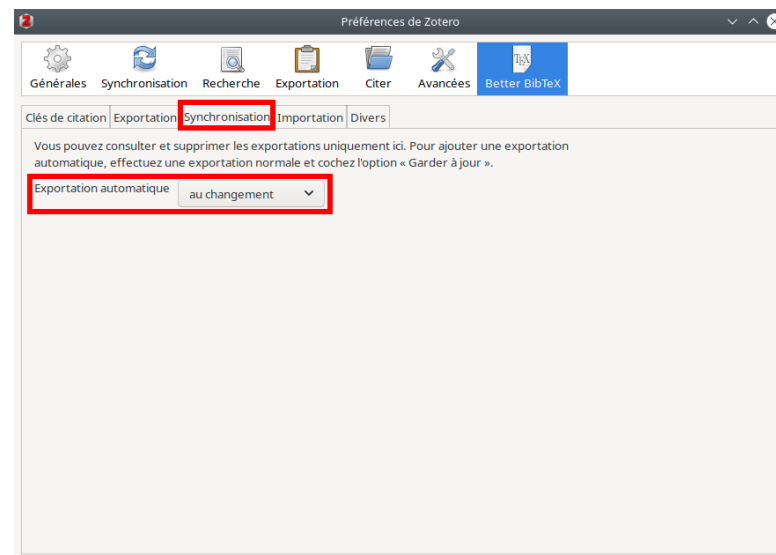 Préférences de Zotero
Générales Synchronisation Recherche Exportation Citer Avancées Better BibTeX
Clés de citation Exportation Synchronisation Importation Divers
Vous pouvez consulter et supprimer les exportations uniquement ici. Pour ajouter une exportation
automatique, effectuez une exportation normale et cochez l'option « Garder à jour ».
Exportation automatique au changement